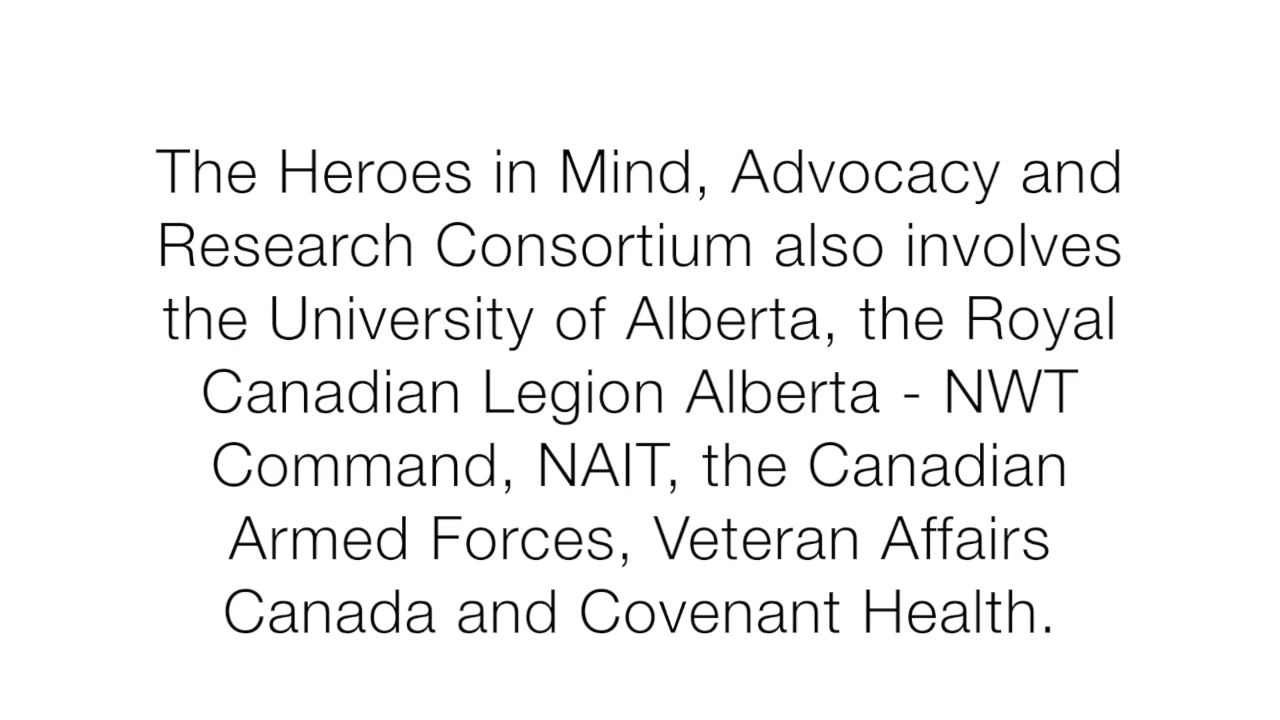 The Heroes in Mind, Advocacy and
Research Consortium also involves
the University of Alberta, the Royal
Canadian Legion Alberta - NWT
Command, NAIT, the Canadian
Armed Forces, Veteran Affairs
Canada and Covenant Health.